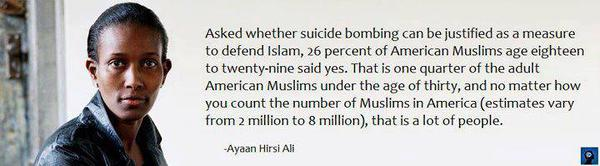 Asked whether suicide bombing can be justified as a measure
to defend Islam, 26 percent of American Muslims age eighteen
to twenty-nine said yes. That is one quarter of the adult
American Muslims under the age of thirty, and no matter how
you count the number of Muslims in America (estimates vary
from 2 million to 8 million), that is a lot of people.
-Ayaan Hirsi Ali